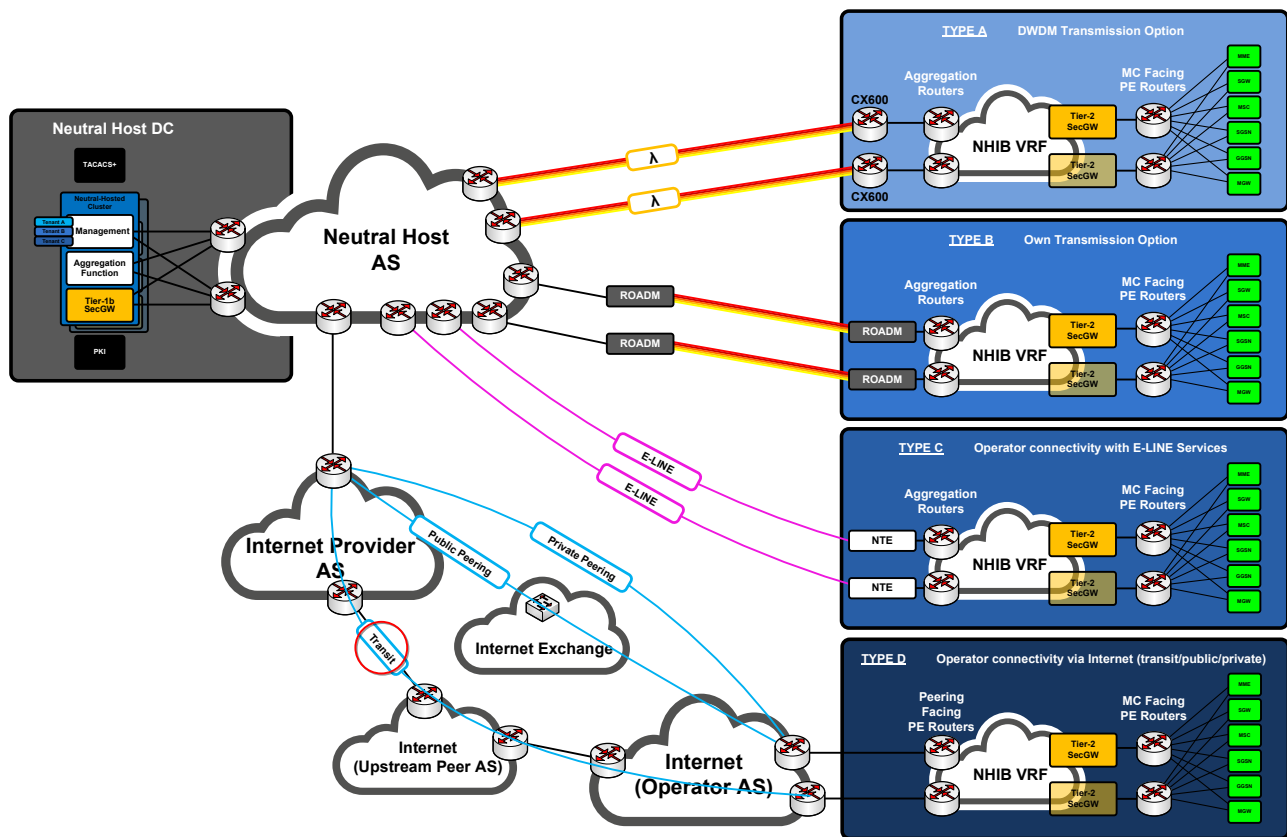 Neutral Host DC
TACACS+
Neutral-Hosted
Cluster
Tenant A
Tenant B
Tenant C
Management
Aggregation
Function
Tier-1b
SecGW
PKI
Neutral Host
AS
λ
λ
ROADM
ROADM
E-LINE
E-LINE
Internet Provider
AS
Public Peering
Private Peering
Transit
Internet Exchange
Internet
(Upstream Peer AS)
Internet
(Operator AS)
TYPE A DWDM Transmission Option
Aggregation
Routers
MC Facing
PE Routers
CX600
CX600
NHIB VRF
Tier-2
SecGW
Tier-2
SecGW
MME
SGW
MSC
SGSN
GGSN
MGW
TYPE B Own Transmission Option
Aggregation
Routers
MC Facing
PE Routers
ROADM
ROADM
NHIB VRF
Tier-2
SecGW
Tier-2
SecGW
MME
SGW
MSC
SGSN
GGSN
MGW
TYPE C Operator connectivity with E-LINE Services
Aggregation
Routers
MC Facing
PE Routers
NTE
NTE
NHIB VRF
Tier-2
SecGW
Tier-2
SecGW
MME
SGW
MSC
SGSN
GGSN
MGW
TYPE D Operator connectivity via Internet (transit/public/private)
Peering
Facing
PE Routers
MC Facing
PE Routers
NHIB VRF
Tier-2
SecGW
Tier-2
SecGW
MME
SGW
MSC
SGSN
GGSN
MGW